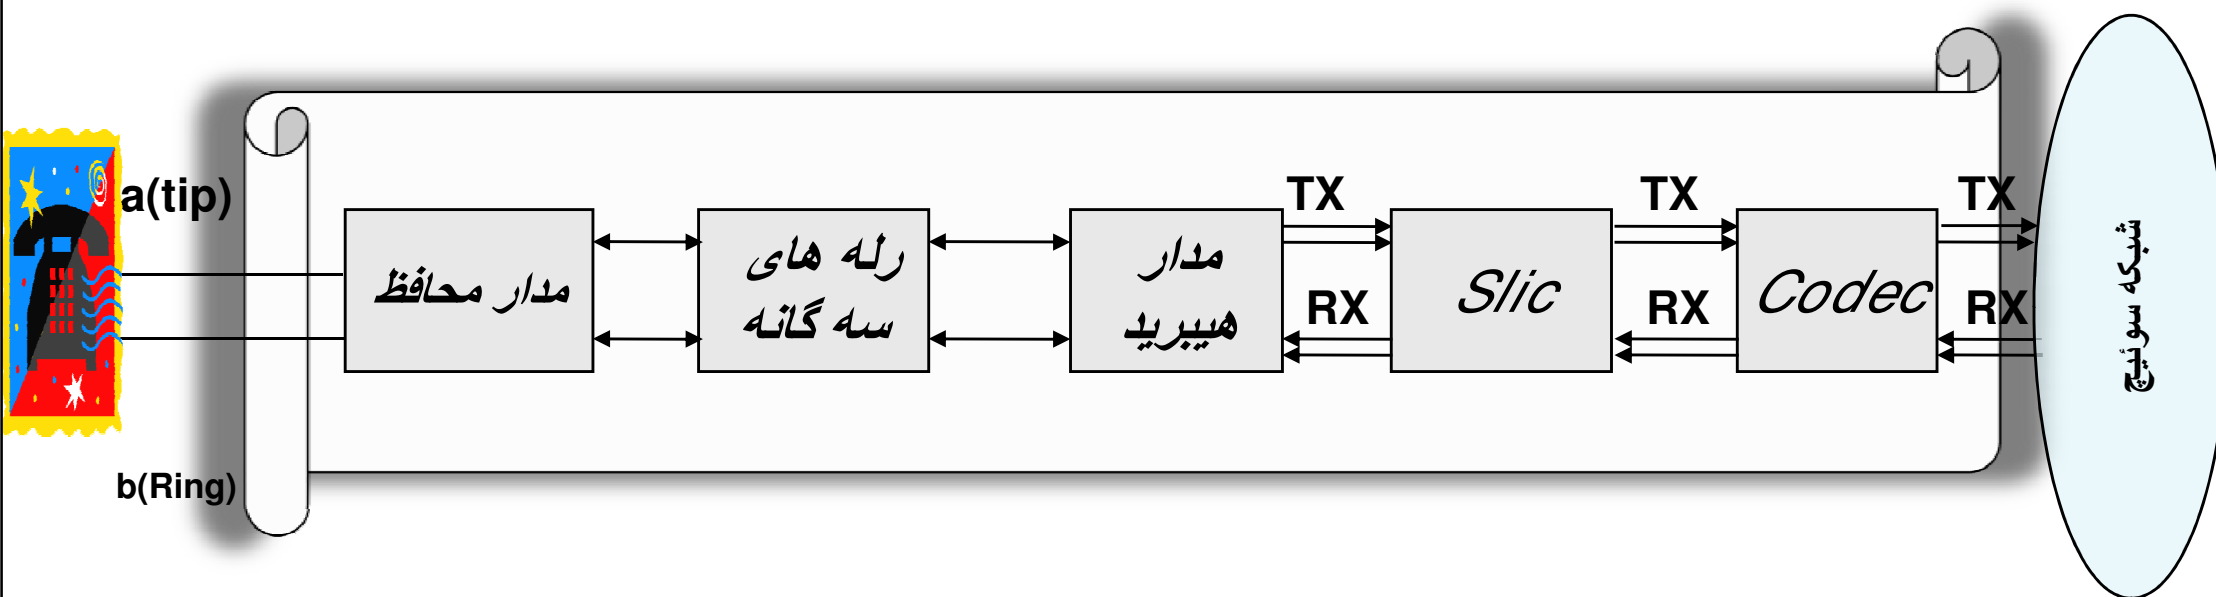 a(tip)
b(Ring)
مدار محافظ
رله های
سه گانه
مدار
هیبرید
TX
RX
Slic
TX
RX
Codec
TX
RX
شبکه سوئیچ